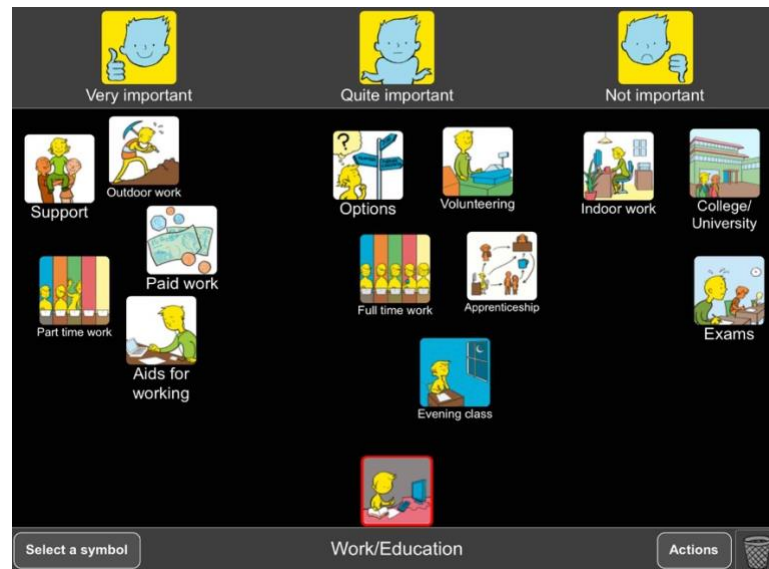 Very important
Quite important
Not important
Support
Outdoor work
Paid work
Part time work
Aids for
working
?
Options
Volunteering
Full time work
Apprenticeship
Evening class
Indoor work
College/
University
Exams
Select a symbol
Work/Education
Actions